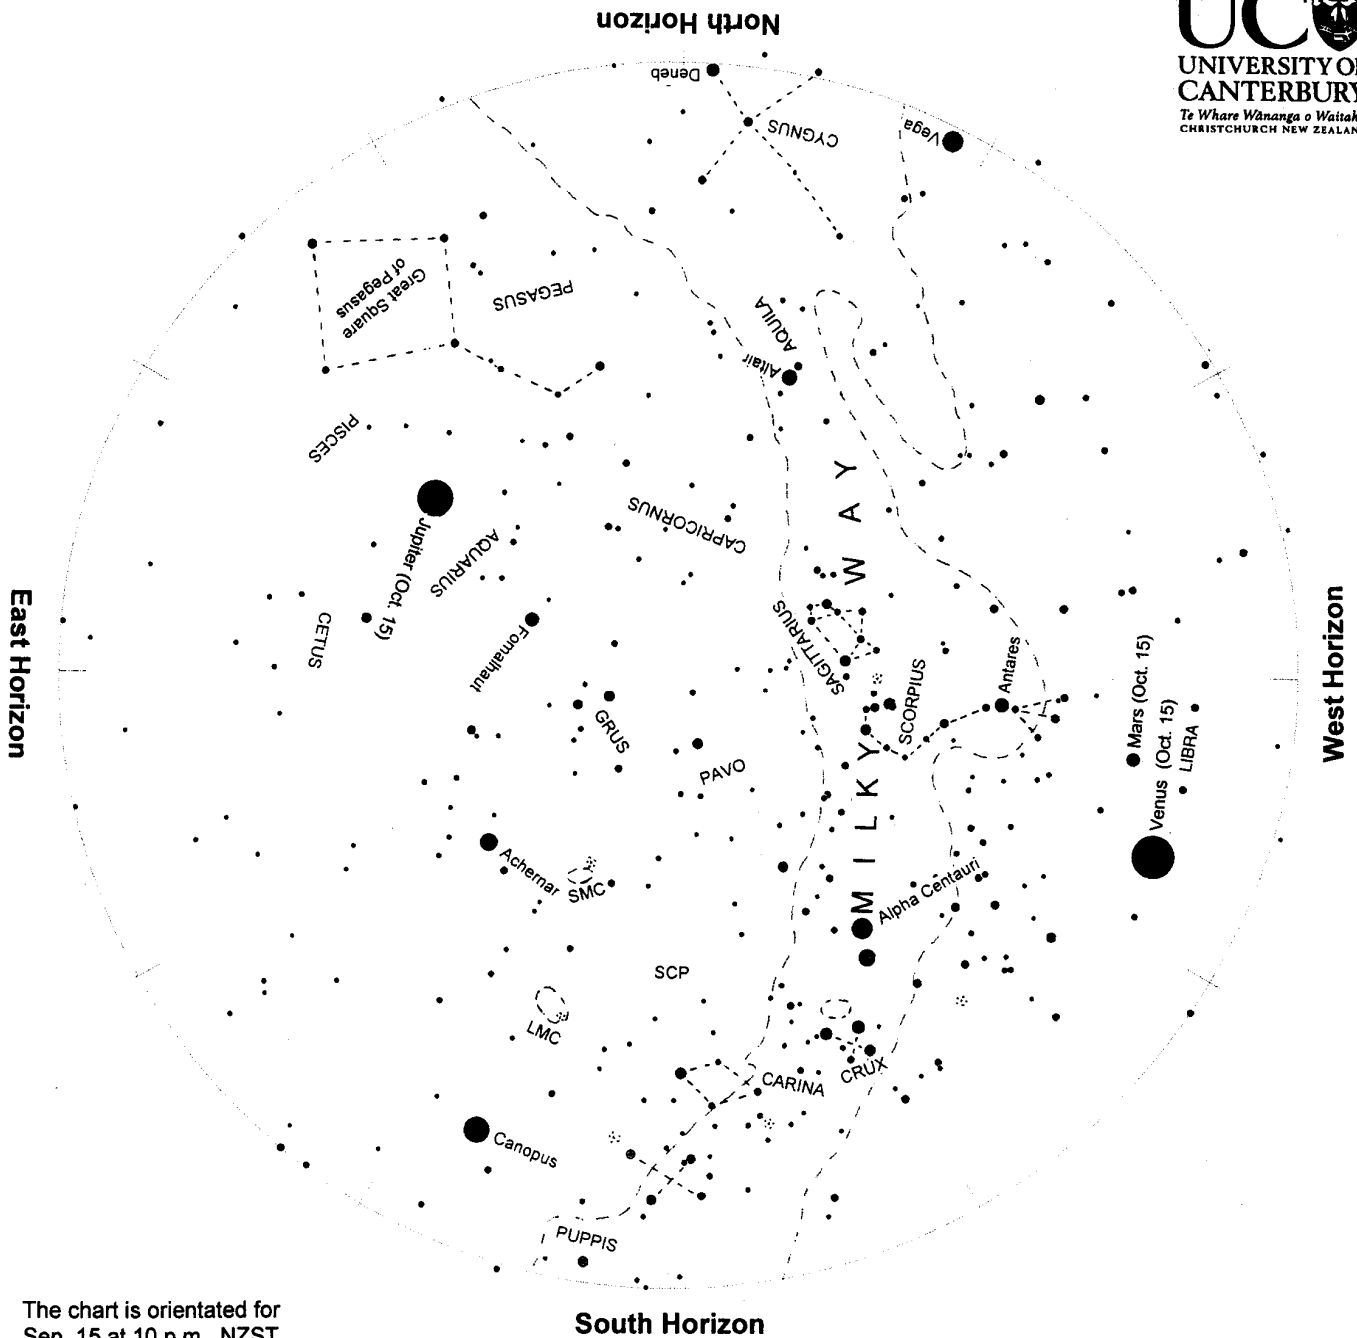 North Horizon
UC
UNIVERSITY OF
CANTERBURY
Te Whare Wānanga o Waitah
CHRISTCHURCH NEW ZEALAN
Deneb
CYGNUS
Vega
Great Square
of Pegasus
PEGASUS
AQUILA
Altair
PISCES
Jupiter (Oct. 15)
AQUARIUS
CAPRICORNUS
MILKY WAY
East Horizon
CETUS
Fomalhaut
SAGITTARIUS
SCORPIUS
Antares
Mars (Oct. 15)
Venus (Oct. 15)
LIBRA
West Horizon
GRUS
PAVO
Achernar
SMC
Alpha Centauri
SCP
LMC
CARINA
CRUX
Canopus
PUPPIS
The chart is orientated for
Sep. 15 at 10 p.m. NZST
South Horizon